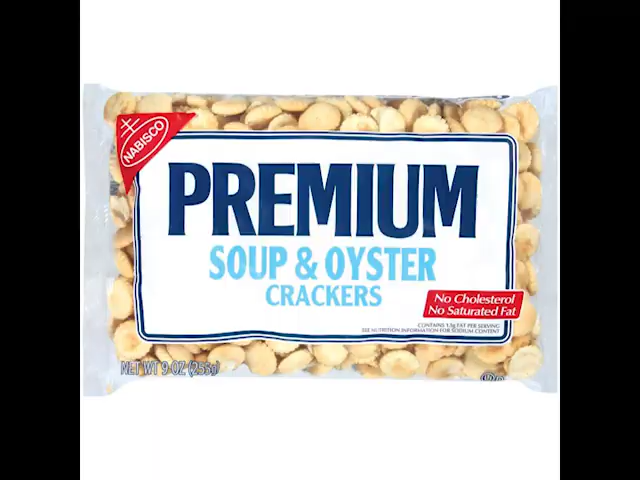 NABISCO
PREMIUM
SOUP & OYSTER
CRACKERS
No Cholesterol
No Saturated Fat
CONTAINS 1.5g FAT PER SERVING
SEE NUTRITION INFORMATION FOR SODIUM CONTENT
NET WT 9 OZ (255g)